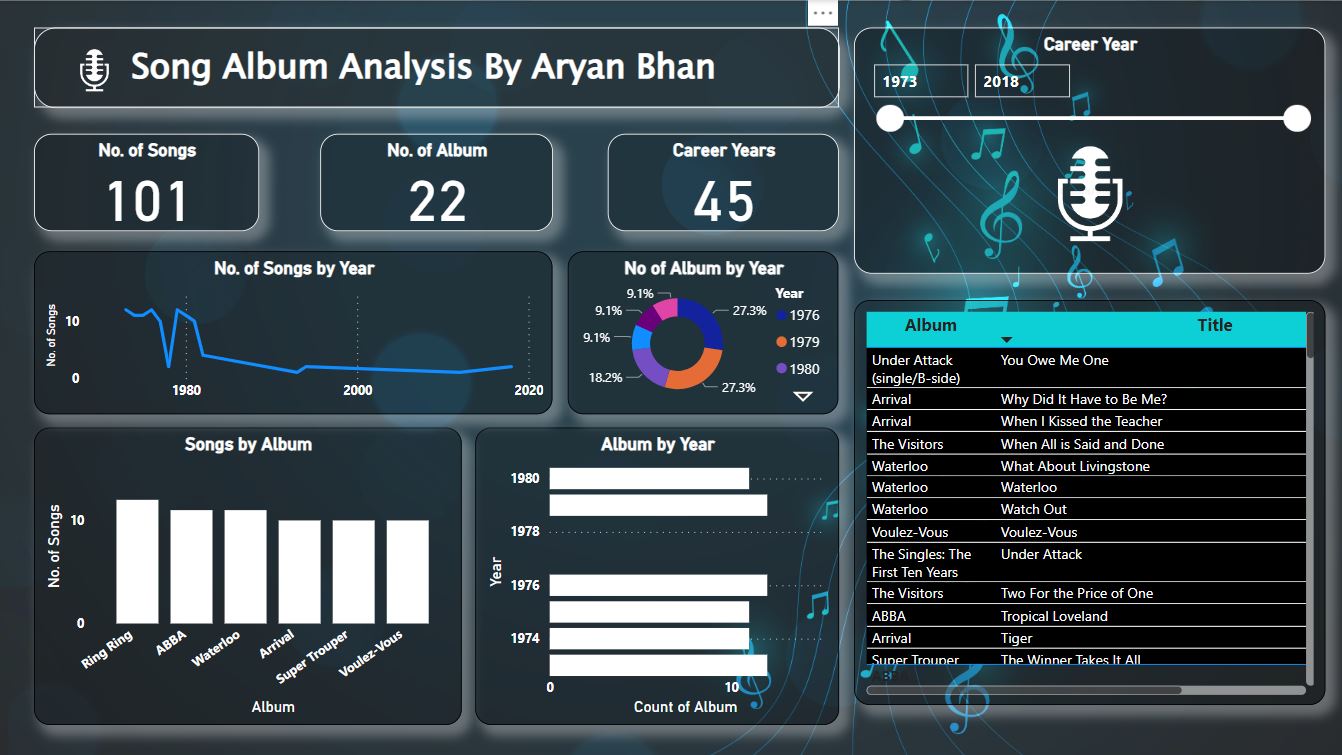 Song Album Analysis By Aryan Bhan
Career Year
1973 2018
No. of Songs
101
No. of Album
22
Career Years
45
No. of Songs by Year
No. of Songs
10
0
1980 2000 2020
No of Album by Year
9.1%
9.1%
9.1%
18.2%
27.3%
27.3%
Year
1976
1979
1980
Songs by Album
No. of Songs
10
0
Ring Ring
ABBA
Waterloo
Arrival
Super Trouper
Voulez-Vous
Album
Album by Year
Year
1980
1978
1976
1974
0 10
Count of Album
Album Title
Under Attack You Owe Me One
(single/B-side)
Arrival Why Did It Have to Be Me?
Arrival When I Kissed the Teacher
The Visitors When All is Said and Done
Waterloo What About Livingstone
Waterloo Waterloo
Waterloo Watch Out
Voulez-Vous Voulez-Vous
The Singles: The Under Attack
First Ten Years
The Visitors Two For the Price of One
ABBA Tropical Loveland
Arrival Tiger
Super Trouper The Winner Takes It All